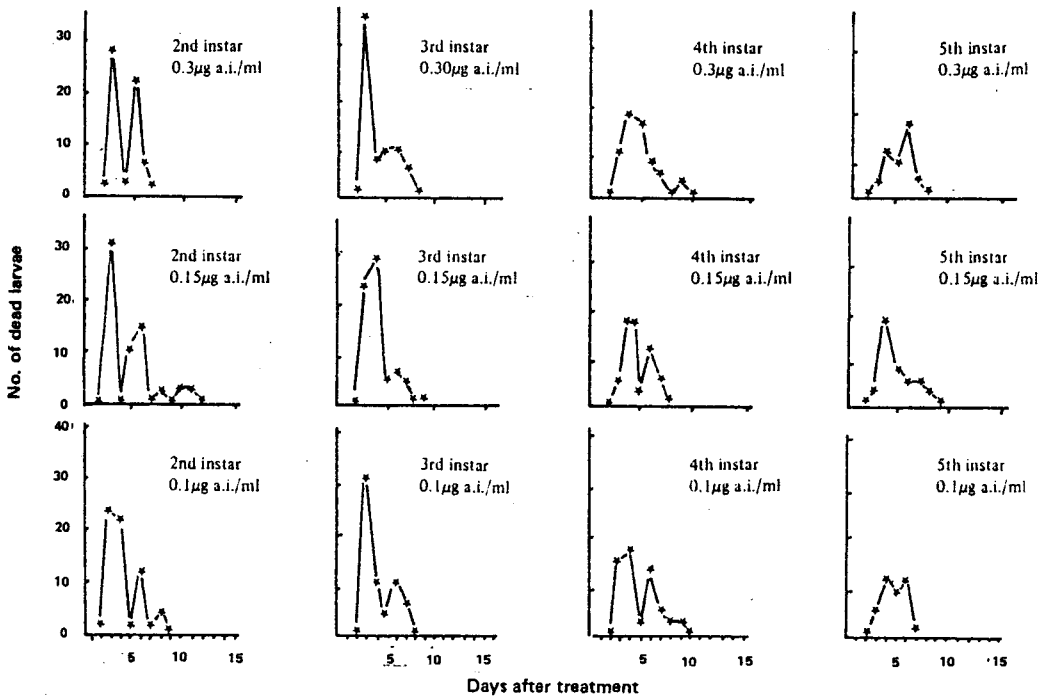 30
20
10
0
2nd instar
0.3µg a.i./ml
3rd instar
0.30µg a.i./ml
4th instar
0.3µg a.i./ml
5th instar
0.3µg a.i./ml
No. of dead larvae
30
20
10
0
5
10
15
2nd instar
0.15µg a.i./ml
5
10
15
3rd instar
0.15µg a.i./ml
5
10
15
4th instar
0.15µg a.i./ml
5
10
15
5th instar
0.15µg a.i./ml
40
30
20
10
0
2nd instar
0.1µg a.i./ml
3rd instar
0.1µg a.i./ml
4th instar
0.1µg a.i./ml
5th instar
0.1µg a.i./ml
Days after treatment